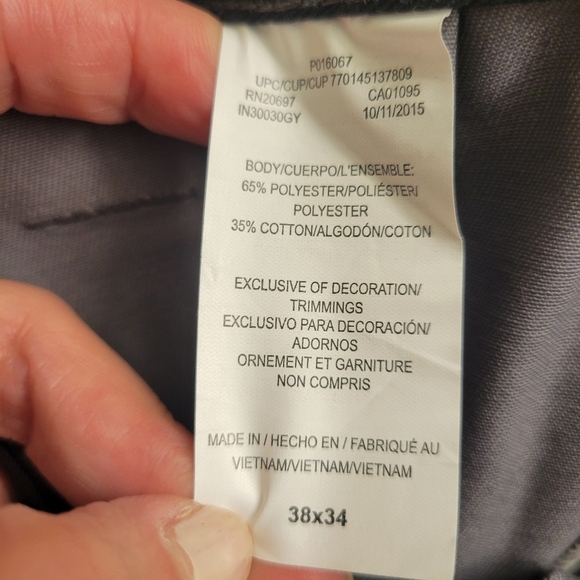 P016067
UPC/CUP/CUP 770145137809
RN20697 CA01095
IN30030GY 10/11/2015
BODY/CUERPO/L'ENSEMBLE:
65% POLYESTER/POLIÉSTER/
POLYESTER
35% COTTON/ALGODÓN/COTON
EXCLUSIVE OF DECORATION/
TRIMMINGS
EXCLUSIVO PARA DECORACIÓN/
ADORNOS
ORNEMENT ET GARNITURE
NON COMPRIS
MADE IN / HECHO EN / FABRIQUÉ AU
VIETNAM/VIETNAM/VIETNAM
38x34